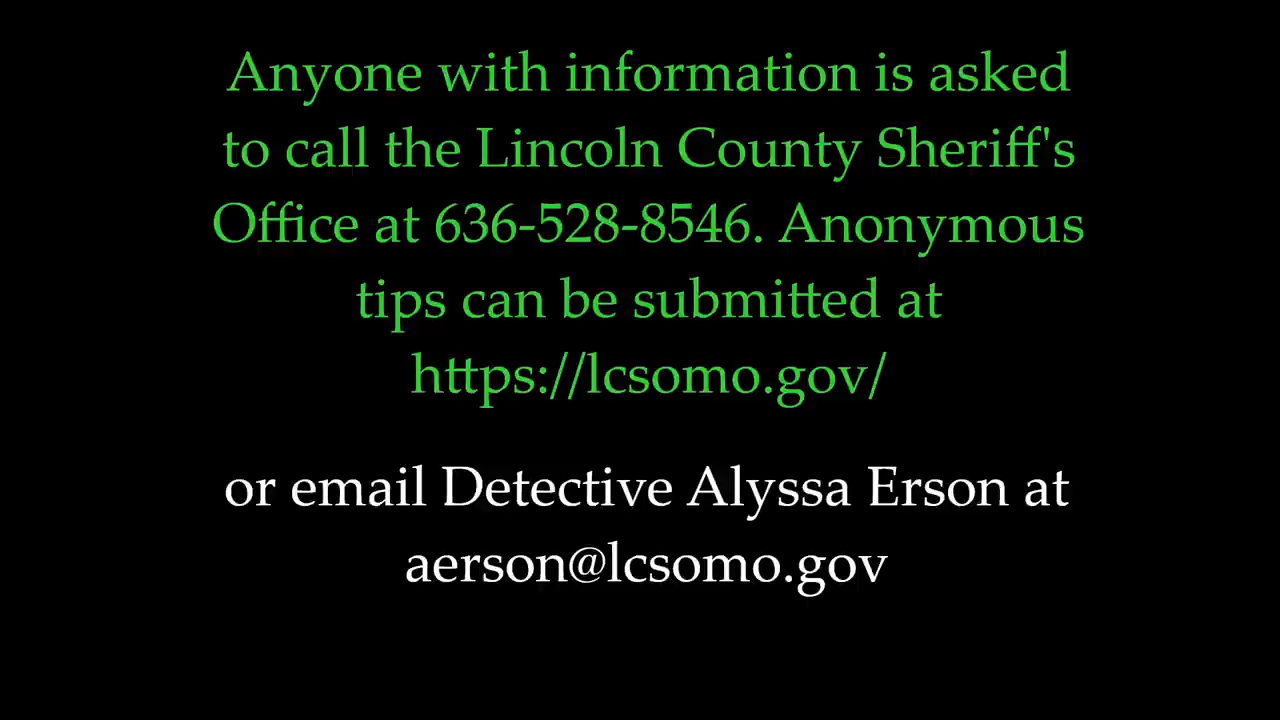 Anyone with information is asked
to call the Lincoln County Sheriff's
Office at 636-528-8546. Anonymous
tips can be submitted at
https://lcsomo.gov/
or email Detective Alyssa Erson at
aerson@lcsomo.gov